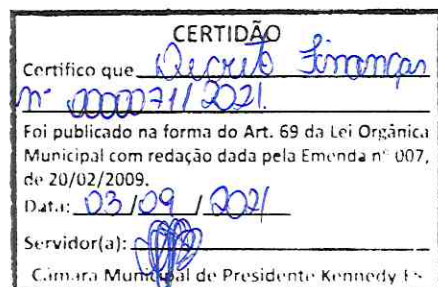 CERTIDÃO
Certifico que Decreto Finanças
nº 0000071/2021.
Foi publicado na forma do Art. 69 da Lei Orgânica
Municipal com redação dada pela Emenda nº 007,
de 20/02/2009.
Data: 03/09/2021
Servidor(a):
Câmara Municipal de Presidente Kennedy ES